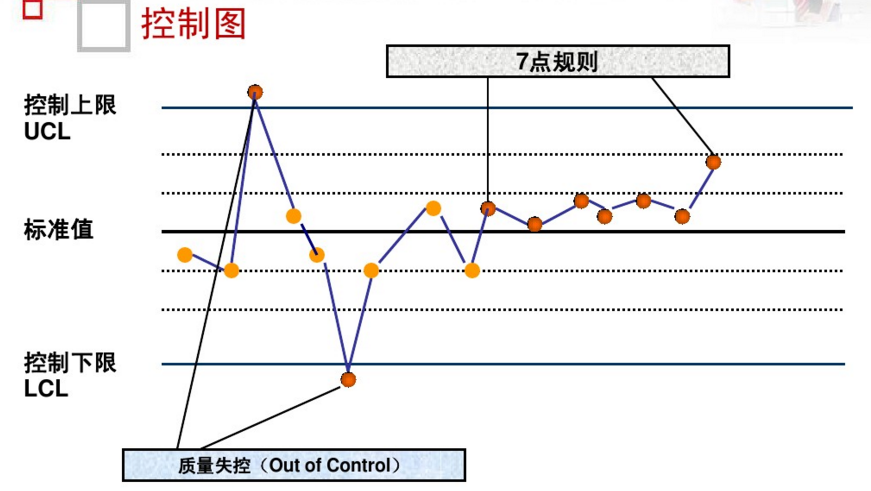 控制图
7点规则
控制上限
UCL
标准值
控制下限
LCL
质量失控（Out of Control）